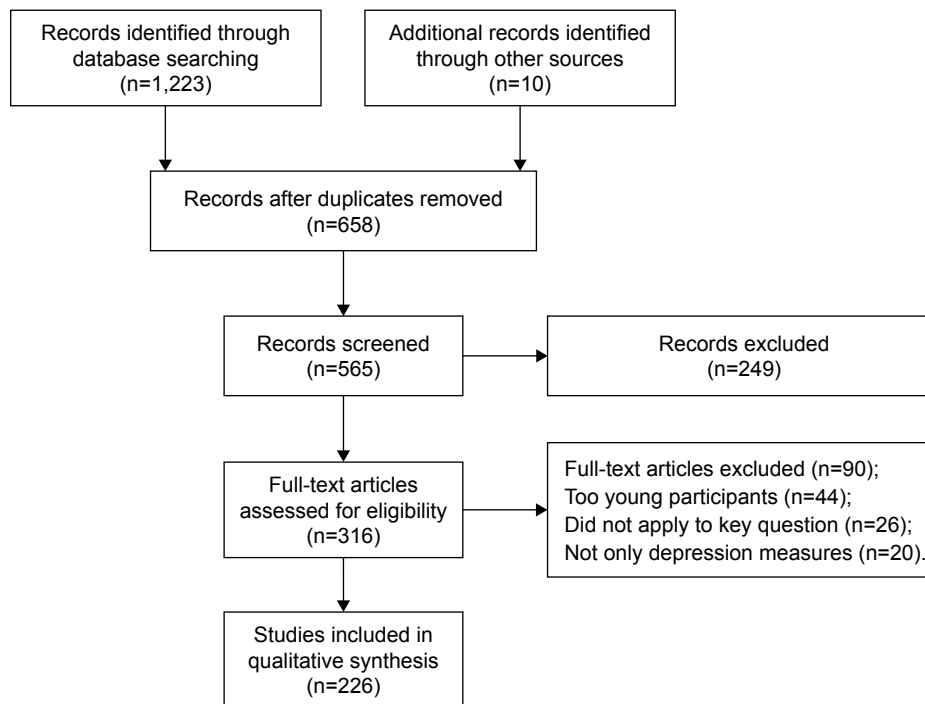 Records identified through
database searching
(n=1,223)
Additional records identified
through other sources
(n=10)
Records after duplicates removed
(n=658)
Records screened
(n=565)
Records excluded
(n=249)
Full-text articles
assessed for eligibility
(n=316)
Full-text articles excluded (n=90);
Too young participants (n=44);
Did not apply to key question (n=26);
Not only depression measures (n=20).
Studies included in
qualitative synthesis
(n=226)